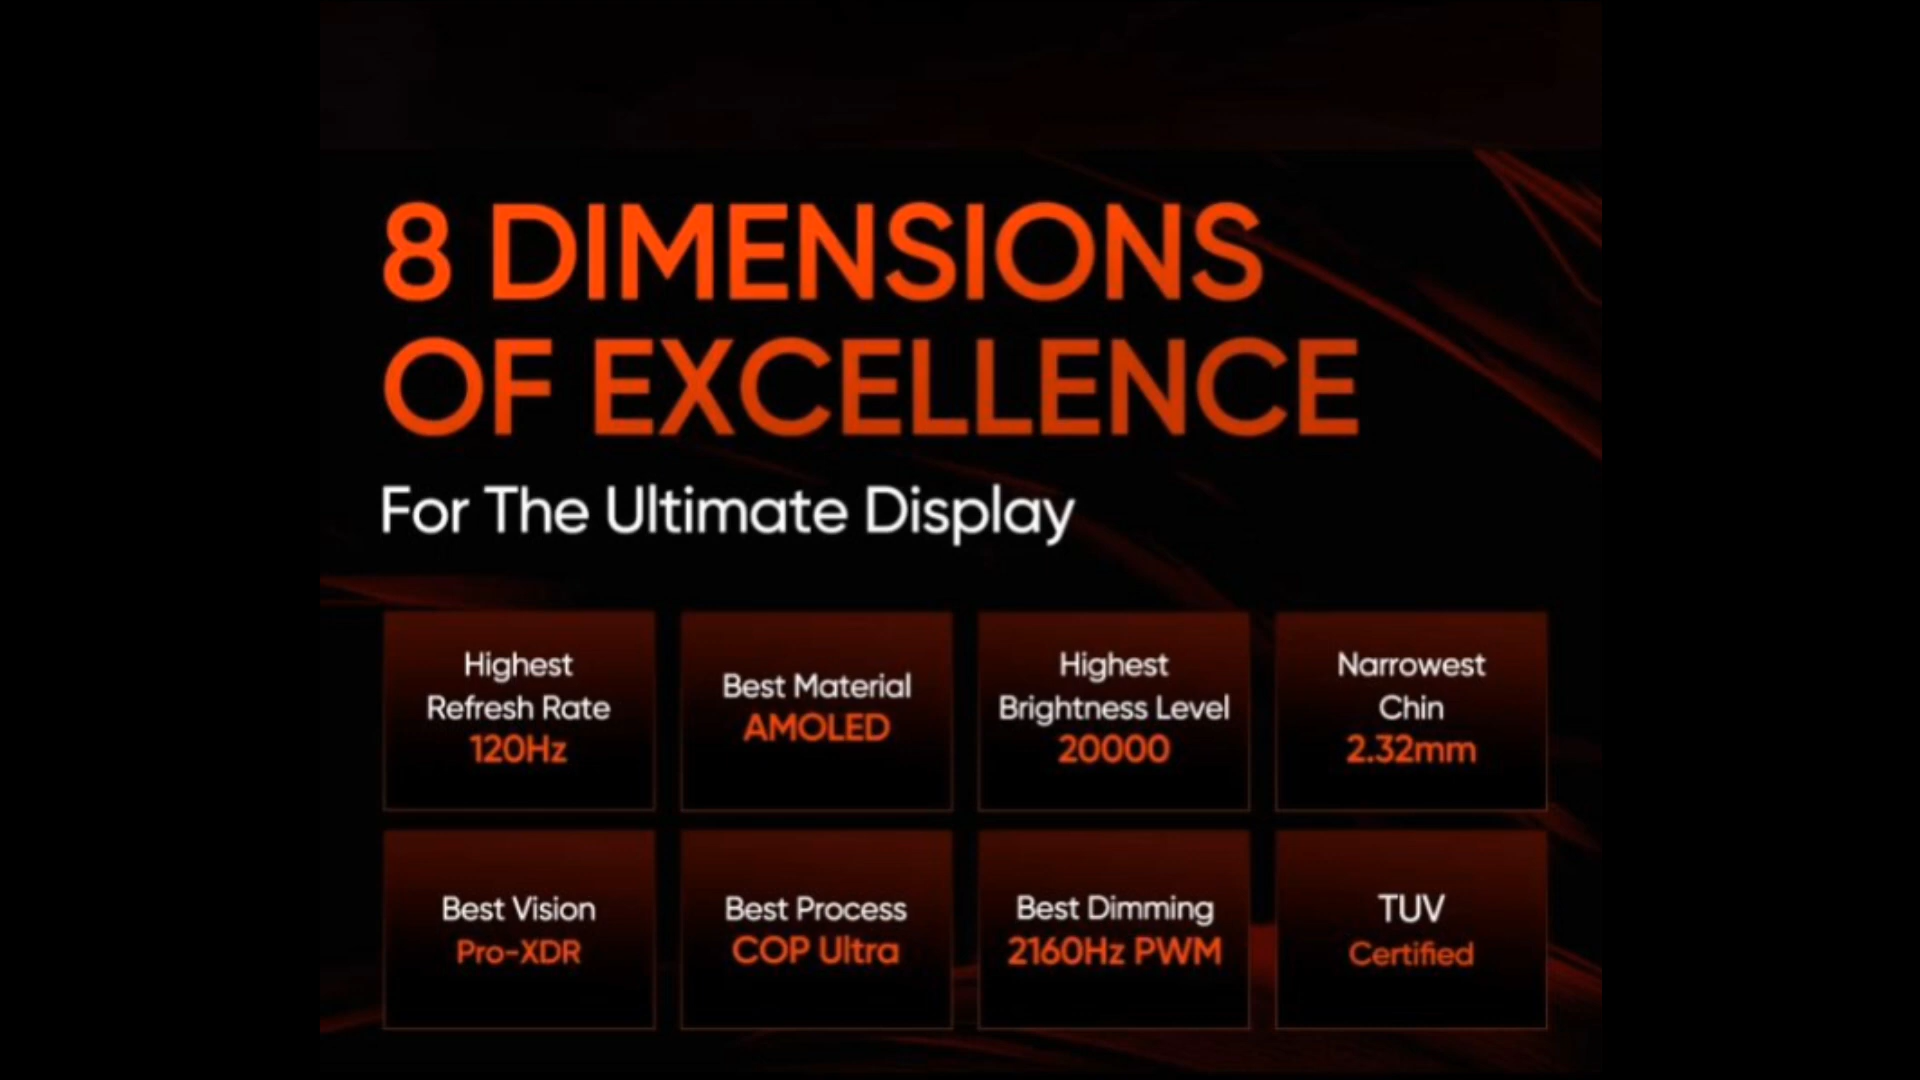 8 DIMENSIONS
OF EXCELLENCE
For The Ultimate Display
Highest
Refresh Rate
120Hz
Best Material
AMOLED
Highest
Brightness Level
20000
Narrowest
Chin
2.32mm
Best Vision
Pro-XDR
Best Process
COP Ultra
Best Dimming
2160Hz PWM
TUV
Certified